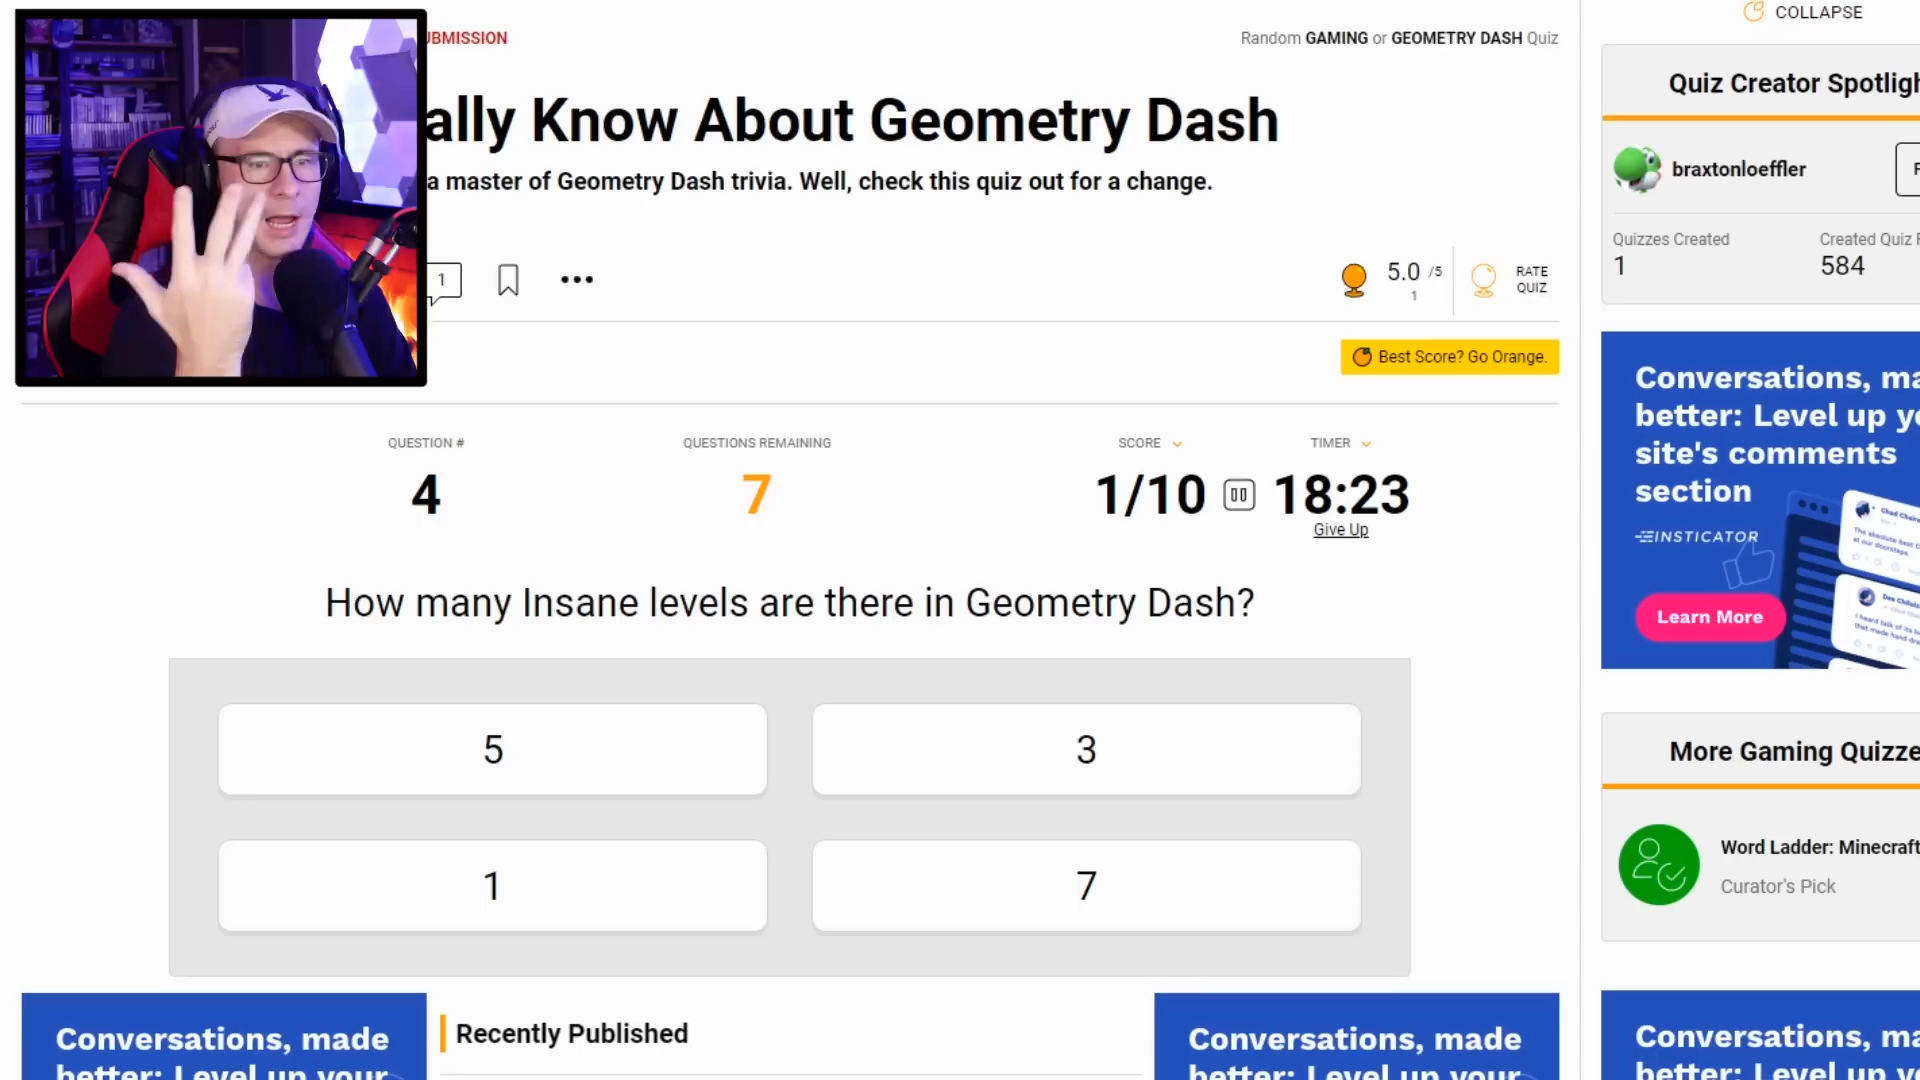 COLLAPSE
UBMISSION
Random GAMING or GEOMETRY DASH Quiz
ally Know About Geometry Dash
a master of Geometry Dash trivia. Well, check this quiz out for a change.
1
5.0 /5
1
RATE
QUIZ
Best Score? Go Orange.
QUESTION #
QUESTIONS REMAINING
SCORE
TIMER
4
7
1/10
18:23
Give Up
How many Insane levels are there in Geometry Dash?
5
3
1
7
Conversations, made
better: Level up your
Recently Published
Conversations, made
better: Level up your
Quiz Creator Spotligh
braxtonloeffler
Quizzes Created
Created Quiz P
1
584
Conversations, ma
better: Level up yo
site's comments
section
INSTICATOR
Learn More
More Gaming Quizze
Word Ladder: Minecraft
Curator's Pick
Conversations, ma
better: Level up yo